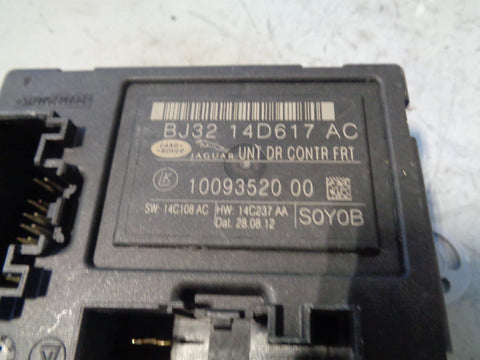 BJ32 14D617 AC
LAND ROVER JAGUAR UNT DR CONTR FRT
LK 10093520 00
SW: 14C108 AC HW: 14C237 AA S0Y0B
Dat. 28.08.12